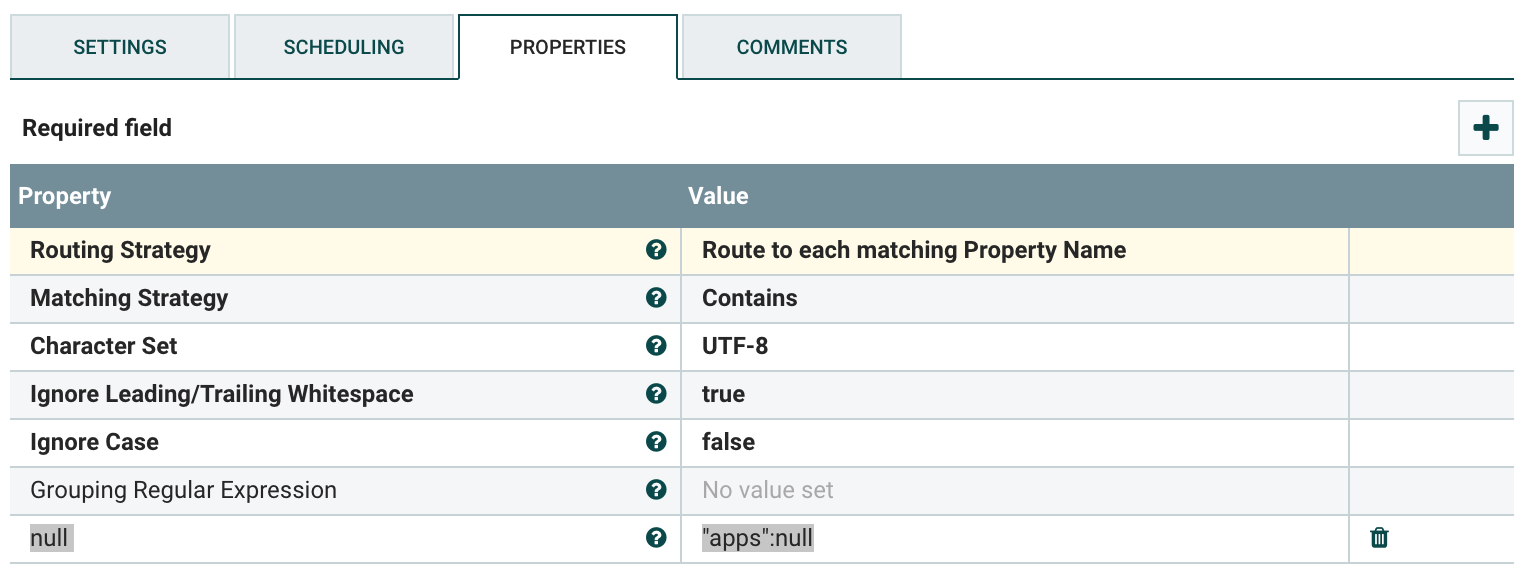 SETTINGS SCHEDULING PROPERTIES COMMENTS
Required field
Property Value
Routing Strategy Route to each matching Property Name
Matching Strategy Contains
Character Set UTF-8
Ignore Leading/Trailing Whitespace true
Ignore Case false
Grouping Regular Expression No value set
null "apps":null